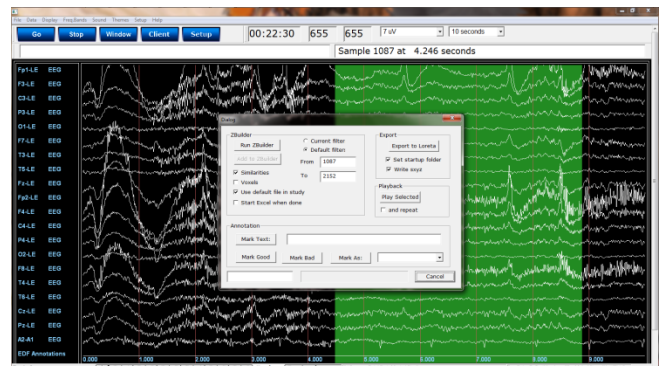 File Data Display FreqBands Sound Themes Setup Help
Go Stop Window Client Setup 00:22:30 655 655 7 uV 10 seconds
Sample 1087 at 4.246 seconds
Fp1-LE EEG
F3-LE EEG
C3-LE EEG
P3-LE EEG
O1-LE EEG
F7-LE EEG
T3-LE EEG
T5-LE EEG
Fz-LE EEG
Fp2-LE EEG
F4-LE EEG
C4-LE EEG
P4-LE EEG
O2-LE EEG
F8-LE EEG
T4-LE EEG
T6-LE EEG
Cz-LE EEG
Pz-LE EEG
A2-A1 EEG
EDF Annotations
0.000 1.000 2.000 3.000 4.000 5.000 6.000 7.000 8.000 9.000
Dialog
ZBuilder
Run ZBuilder
Current filter
Default filters
Add to ZBuilder
From 1087
To 2152
Similarities
Voxels
Use default file in study
Start Excel when done
Export
Export to Loreta
Set startup folder
Write xyz
Playback
Play Selected
and repeat
Annotation
Mark Text:
Mark Good Mark Bad Mark As:
Cancel